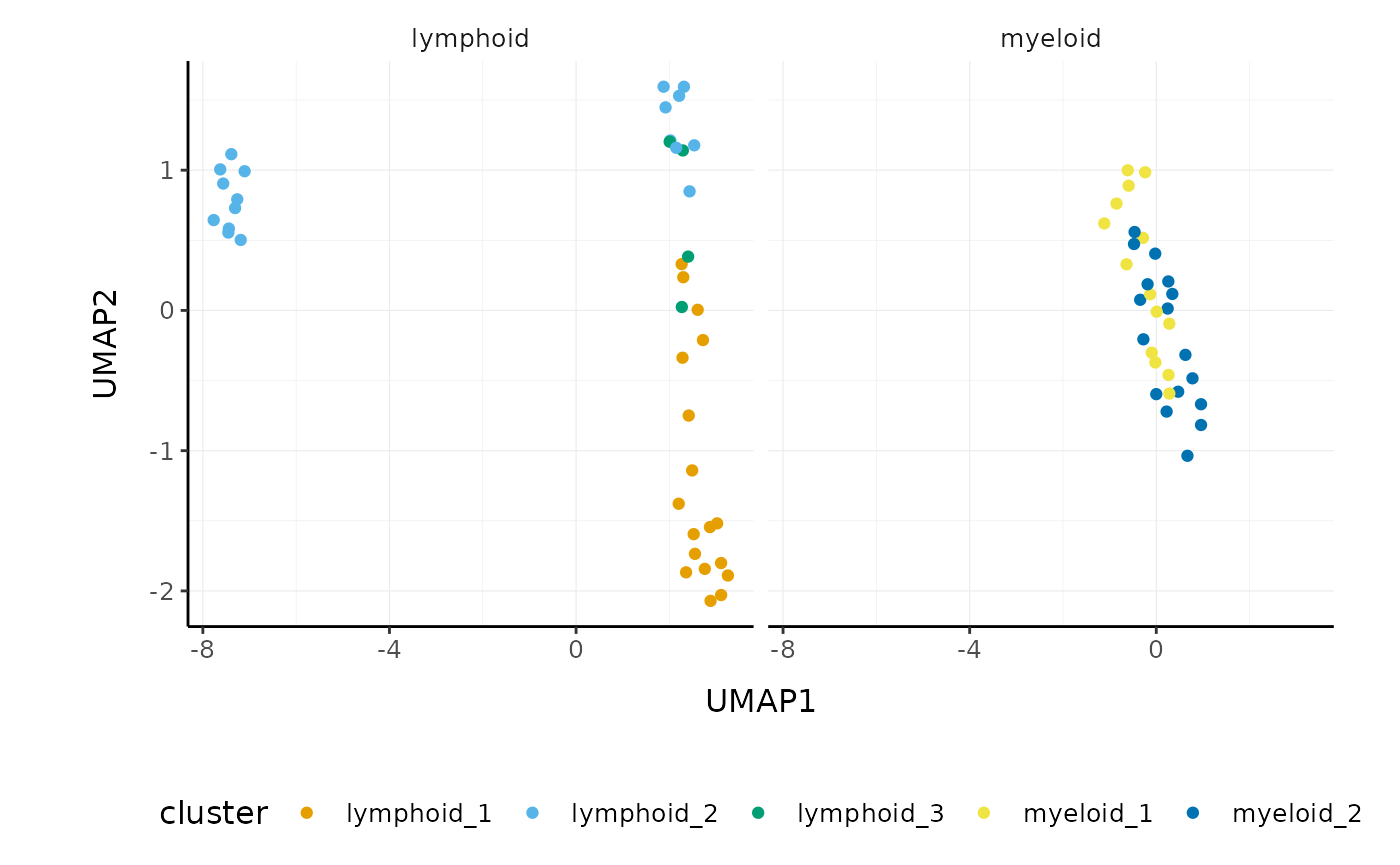 lymphoid myeloid
UMAP2
1
0
-1
-2
-8 -4 0 -8 -4 0
UMAP1
cluster lymphoid_1 lymphoid_2 lymphoid_3 myeloid_1 myeloid_2